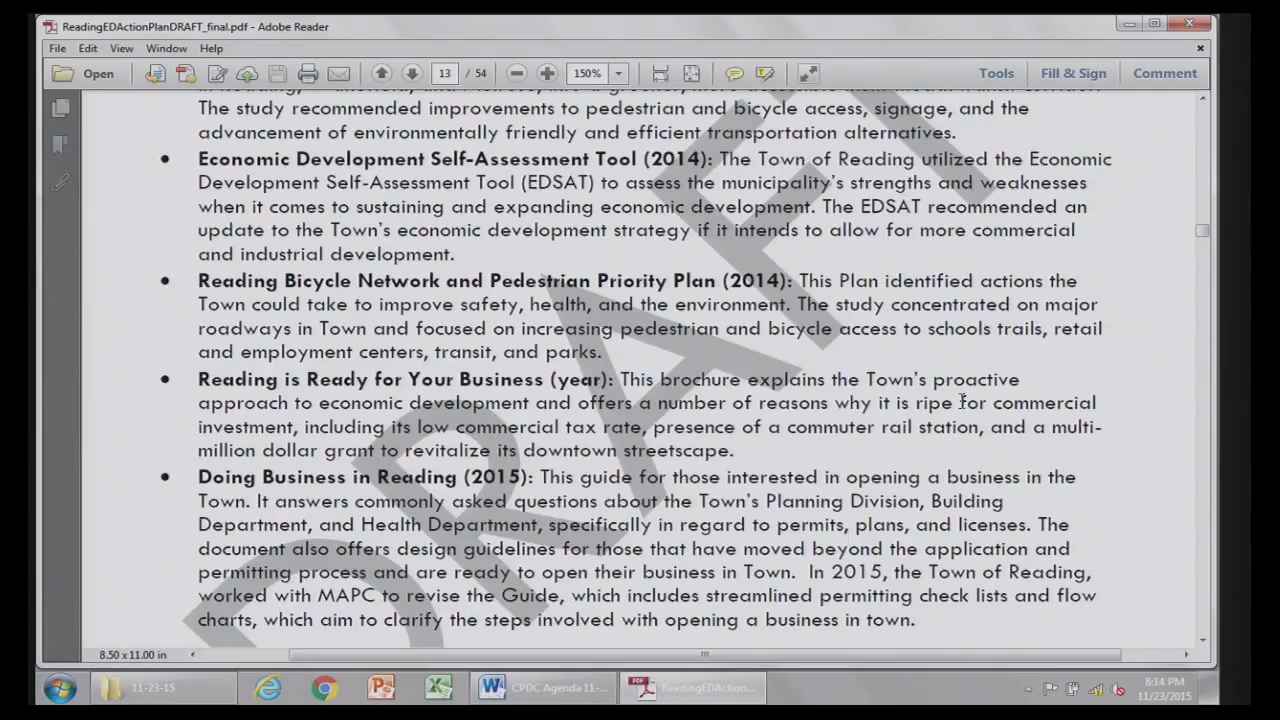 ReadingEDActionPlanDRAFT_final.pdf - Adobe Reader
File Edit View Window Help
Open 13 / 54 150% Tools Fill & Sign Comment
The study recommended improvements to pedestrian and bicycle access, signage, and the
advancement of environmentally friendly and efficient transportation alternatives.
• Economic Development Self-Assessment Tool (2014): The Town of Reading utilized the Economic
Development Self-Assessment Tool (EDSAT) to assess the municipality's strengths and weaknesses
when it comes to sustaining and expanding economic development. The EDSAT recommended an
update to the Town's economic development strategy if it intends to allow for more commercial
and industrial development.
• Reading Bicycle Network and Pedestrian Priority Plan (2014): This Plan identified actions the
Town could take to improve safety, health, and the environment. The study concentrated on major
roadways in Town and focused on increasing pedestrian and bicycle access to schools trails, retail
and employment centers, transit, and parks.
• Reading is Ready for Your Business (year): This brochure explains the Town's proactive
approach to economic development and offers a number of reasons why it is ripe for commercial
investment, including its low commercial tax rate, presence of a commuter rail station, and a multi-
million dollar grant to revitalize its downtown streetscape.
• Doing Business in Reading (2015): This guide for those interested in opening a business in the
Town. It answers commonly asked questions about the Town's Planning Division, Building
Department, and Health Department, specifically in regard to permits, plans, and licenses. The
document also offers design guidelines for those that have moved beyond the application and
permitting process and are ready to open their business in Town. In 2015, the Town of Reading,
worked with MAPC to revise the Guide, which includes streamlined permitting check lists and flow
charts, which aim to clarify the steps involved with opening a business in town.
DRAFT
8.50 x 11.00 in
11-23-15 CPDC Agenda 11-... ReadingEDAction... 8:14 PM
11/23/2015